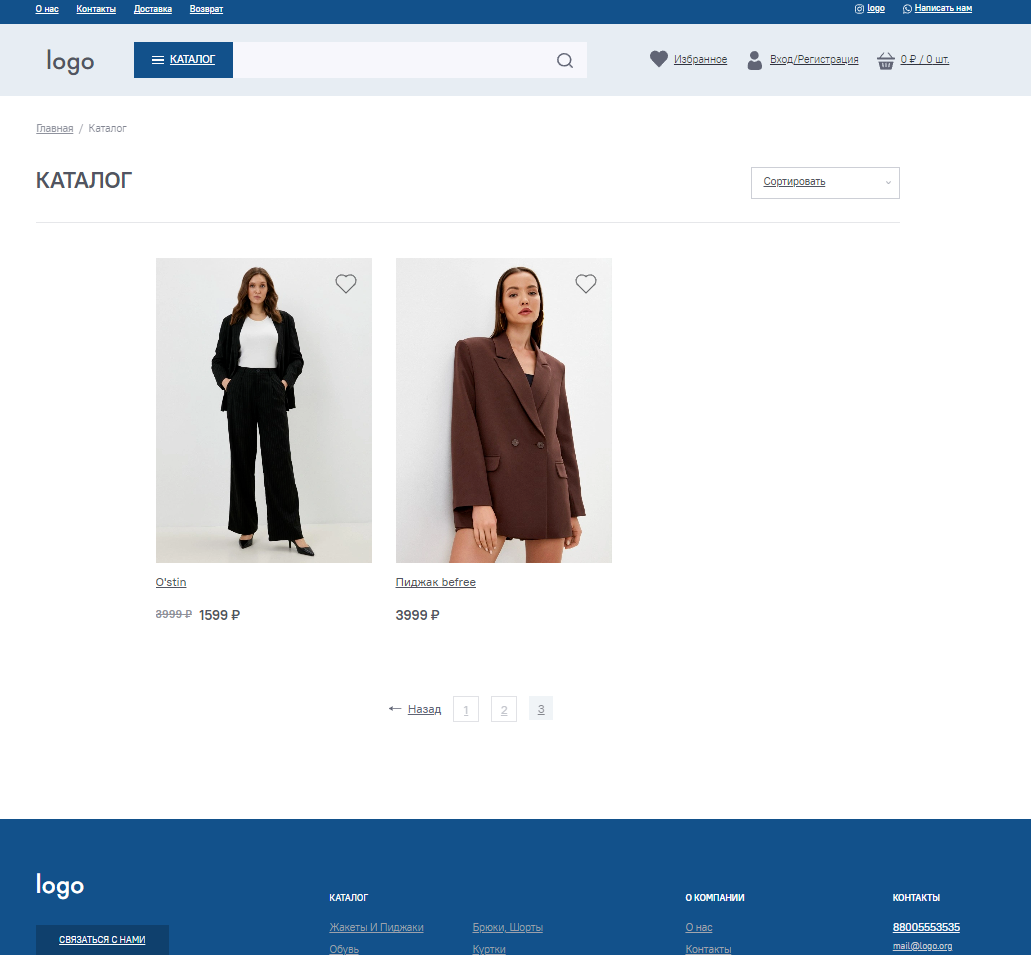 О нас Контакты Доставка Возврат logo Написать нам
logo КАТАЛОГ Избранное Вход/Регистрация 0 ₽ / 0 шт.
Главная / Каталог
КАТАЛОГ Сортировать
O'stin Пиджак befree
3999 ₽ 1599 ₽ 3999 ₽
Назад 1 2 3
logo
КАТАЛОГ О КОМПАНИИ КОНТАКТЫ
Жакеты И Пиджаки Брюки, Шорты О нас 88005553535
СВЯЗАТЬСЯ С НАМИ
Обувь Куртки Контакты mail@logo.org